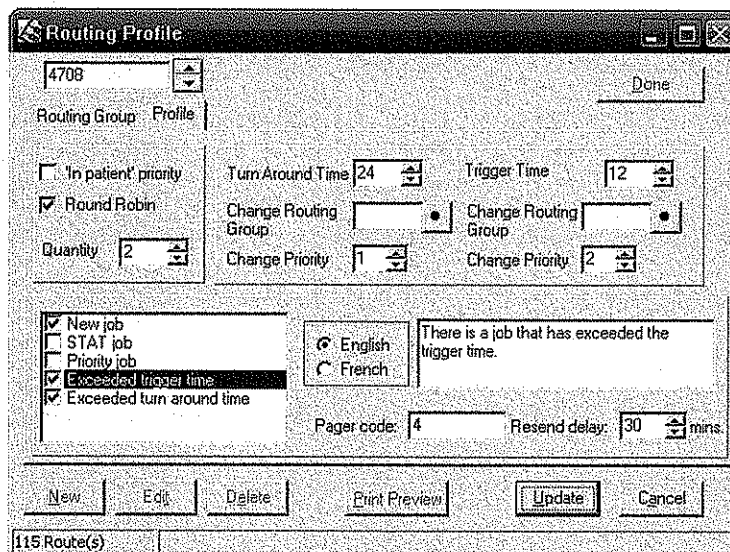 Routing Profile
4708
Done
Routing Group Profile
'In patient' priority
Round Robin
Quantity 2
Turn Around Time 24
Change Routing Group
Change Priority 1
Trigger Time 12
Change Routing Group
Change Priority 2
New job
STAT job
Priority job
Exceeded trigger time
Exceeded turn around time
English
French
There is a job that has exceeded the
trigger time.
Pager code: 4 Resend delay: 30 mins.
New Edit Delete Print Preview Update Cancel
115 Route(s)